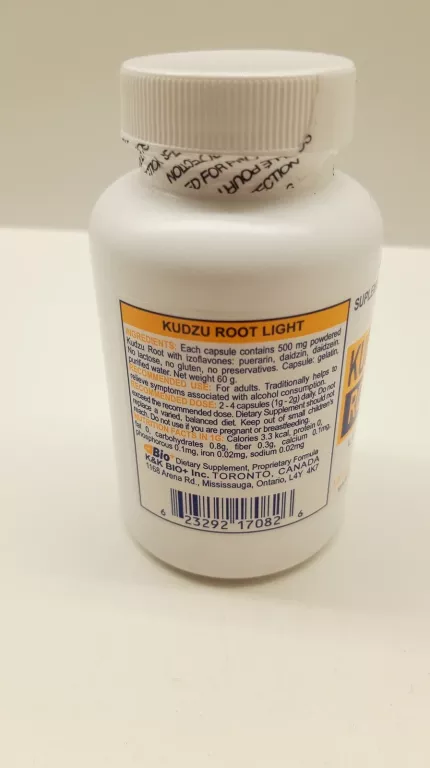 SUPLE
KUDZU ROOT LIGHT
INGREDIENTS: Each capsule contains 500 mg powdered
Kudzu Root with izoflavones: puerarin, daidzin, daidzein.
No lactose, no gluten, no preservatives. Capsule: gelatin,
purified water. Net weight 60 g.
RECOMMENDED USE: For adults. Traditionally helps to
relieve symptoms associated with alcohol consumption.
RECOMMENDED DOSE: 2 - 4 capsules (1g - 2g) daily. Do not
exceed the recommended dose. Dietary Supplement should not
replace a varied, balanced diet. Keep out of small children's
reach. Do not use if you are pregnant or breastfeeding.
NUTRITION FACTS IN 1G: Calories 3.3 kcal, protein 0,
fat 0, carbohydrates 0.8g, fiber 0.3g, calcium 0.1mg,
phosphorous 0.1mg, iron 0.02mg, sodium 0.02mg
Bio Dietary Supplement, Proprietary Formula
K&K BIO+ Inc. TORONTO, CANADA
1168 Arena Rd., Mississauga, Ontario, L4Y 4K7
6 23292 17082 6